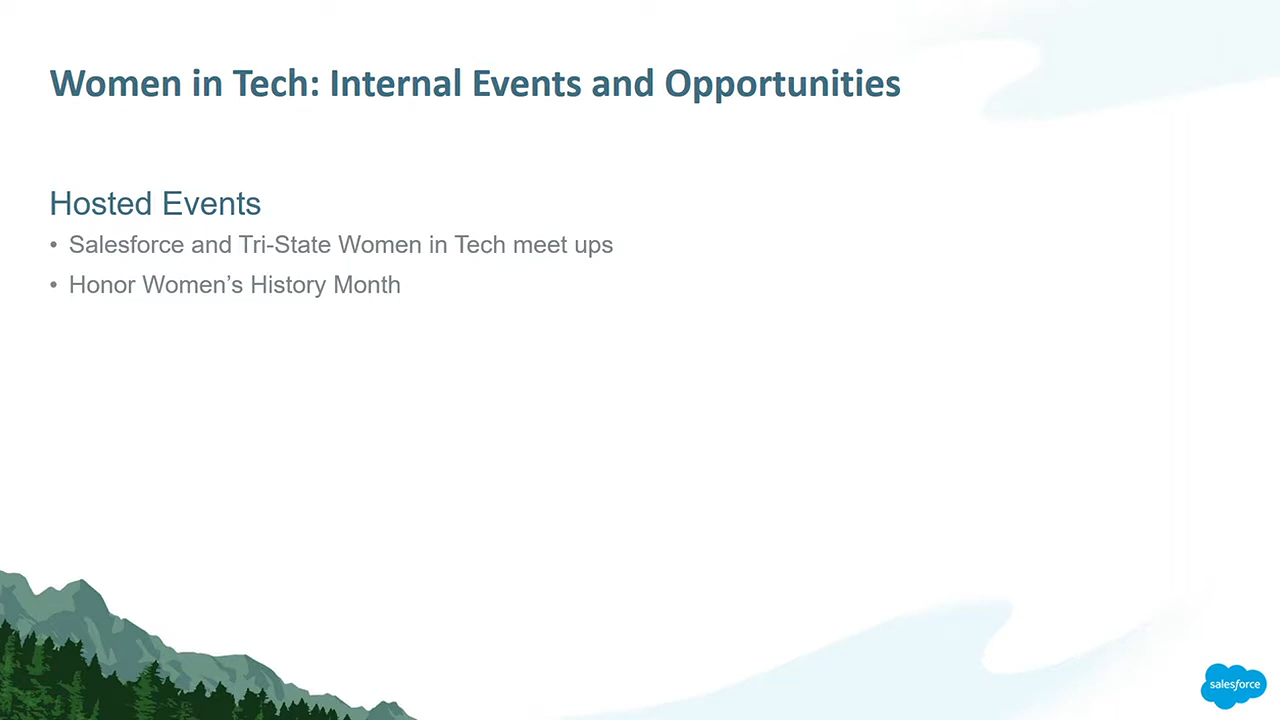 Women in Tech: Internal Events and Opportunities
Hosted Events
• Salesforce and Tri-State Women in Tech meet ups
• Honor Women’s History Month
salesforce